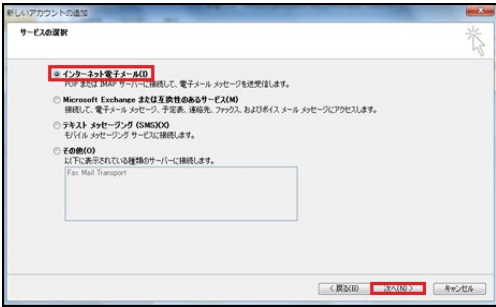 新しいアカウントの追加
サービスの選択
インターネット電子メール(I)
POP または IMAP サーバーに接続して、電子メール メッセージを送受信します。
Microsoft Exchange または互換性のあるサービス(M)
接続して、電子メール メッセージ、予定表、連絡先、ファックス、およびボイス メール メッセージにアクセスします。
テキスト メッセージング (SMS)(X)
モバイル メッセージング サービスに接続します。
その他(O)
以下に表示されている種類のサーバーに接続します。
Fax Mail Transport
< 戻る(B) 次へ(N) > キャンセル